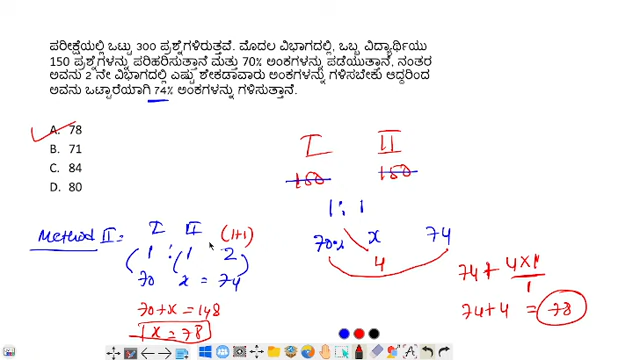 ಪರೀಕ್ಷೆಯಲ್ಲಿ ಒಟ್ಟು 300 ಪ್ರಶ್ನೆಗಳಿರುತ್ತವೆ. ಮೊದಲ ವಿಭಾಗದಲ್ಲಿ, ಒಬ್ಬ ವಿದ್ಯಾರ್ಥಿಯು
150 ಪ್ರಶ್ನೆಗಳನ್ನು ಪರಿಹರಿಸುತ್ತಾನೆ ಮತ್ತು 70% ಅಂಕಗಳನ್ನು ಪಡೆಯುತ್ತಾನೆ, ನಂತರ
ಅವನು 2 ನೇ ವಿಭಾಗದಲ್ಲಿ ಎಷ್ಟು ಶೇಕಡಾವಾರು ಅಂಕಗಳನ್ನು ಗಳಿಸಬೇಕು ಆದ್ದರಿಂದ
ಅವನು ಒಟ್ಟಾರೆಯಾಗಿ 74% ಅಂಕಗಳನ್ನು ಗಳಿಸುತ್ತಾನೆ.
A. 78
B. 71
C. 84
D. 80
I II
150 150
1 : 1
70% x 74
4
74 + 4×1/1
74+4 = 78
Method II =
I II (1+1)
1 : 1 2
70 x = 74
70+x = 148
x = 78